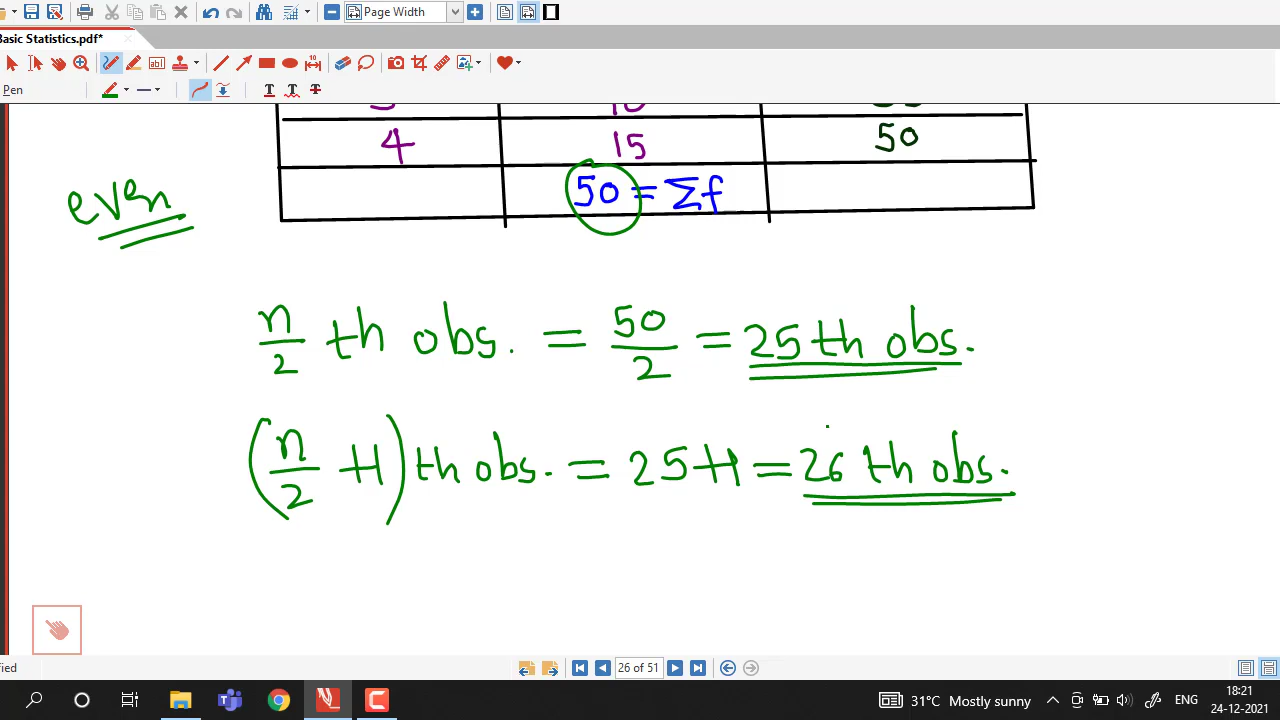 Page Width
Basic Statistics.pdf*
10
Pen
4 15 50
50 = Σf
even
n/2 th obs. = 50/2 = 25 th obs.
(n/2 +1) th obs. = 25+1 = 26 th obs.
26 of 51
fied
31°C Mostly sunny
ENG
18:21
24-12-2021